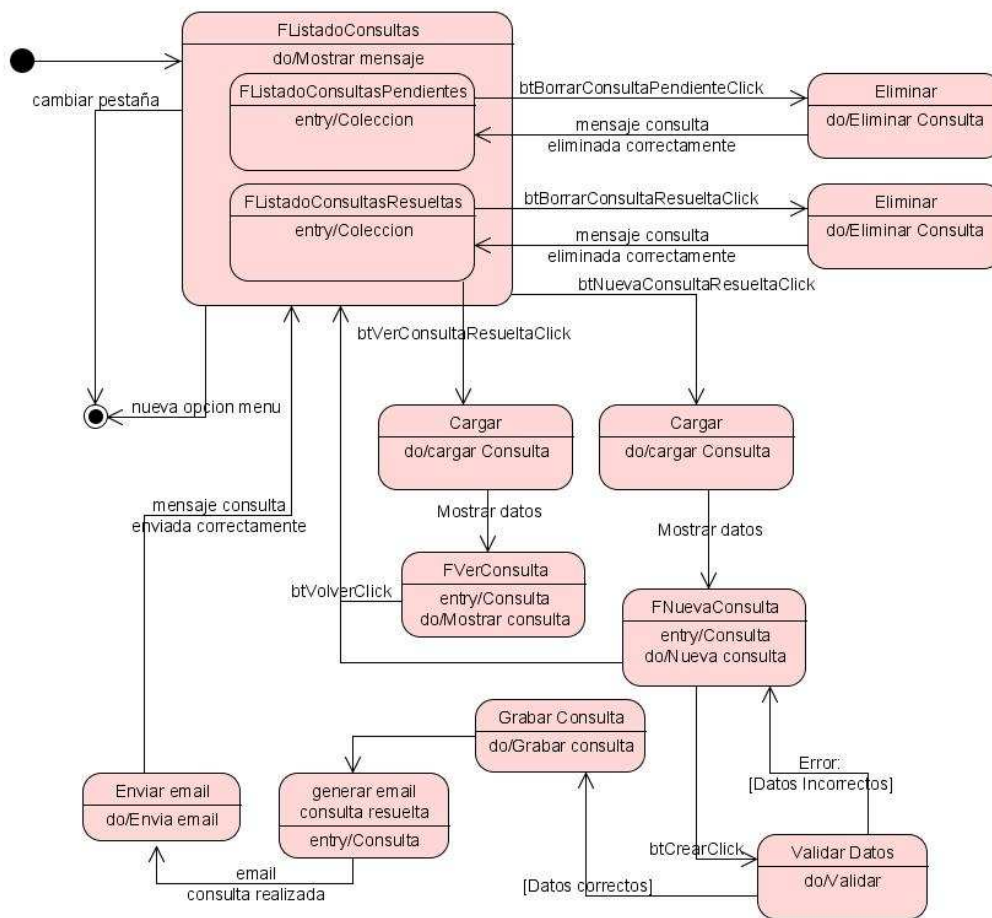 FListadoConsultas
do/Mostrar mensaje
cambiar pestaña
FListadoConsultasPendientes
entry/Coleccion
btBorrarConsultaPendienteClick
mensaje consulta
eliminada correctamente
Eliminar
do/Eliminar Consulta
FListadoConsultasResueltas
entry/Coleccion
btBorrarConsultaResueltaClick
mensaje consulta
eliminada correctamente
Eliminar
do/Eliminar Consulta
btNuevaConsultaResueltaClick
btVerConsultaResueltaClick
nueva opcion menu
Cargar
do/cargar Consulta
Cargar
do/cargar Consulta
mensaje consulta
enviada correctamente
Mostrar datos
Mostrar datos
btVolverClick
FVerConsulta
entry/Consulta
do/Mostrar consulta
FNuevaConsulta
entry/Consulta
do/Nueva consulta
Grabar Consulta
do/Grabar consulta
Error:
[Datos Incorrectos]
Enviar email
do/Envia email
generar email
consulta resuelta
entry/Consulta
btCrearClick
Validar Datos
do/Validar
email
consulta realizada
[Datos correctos]